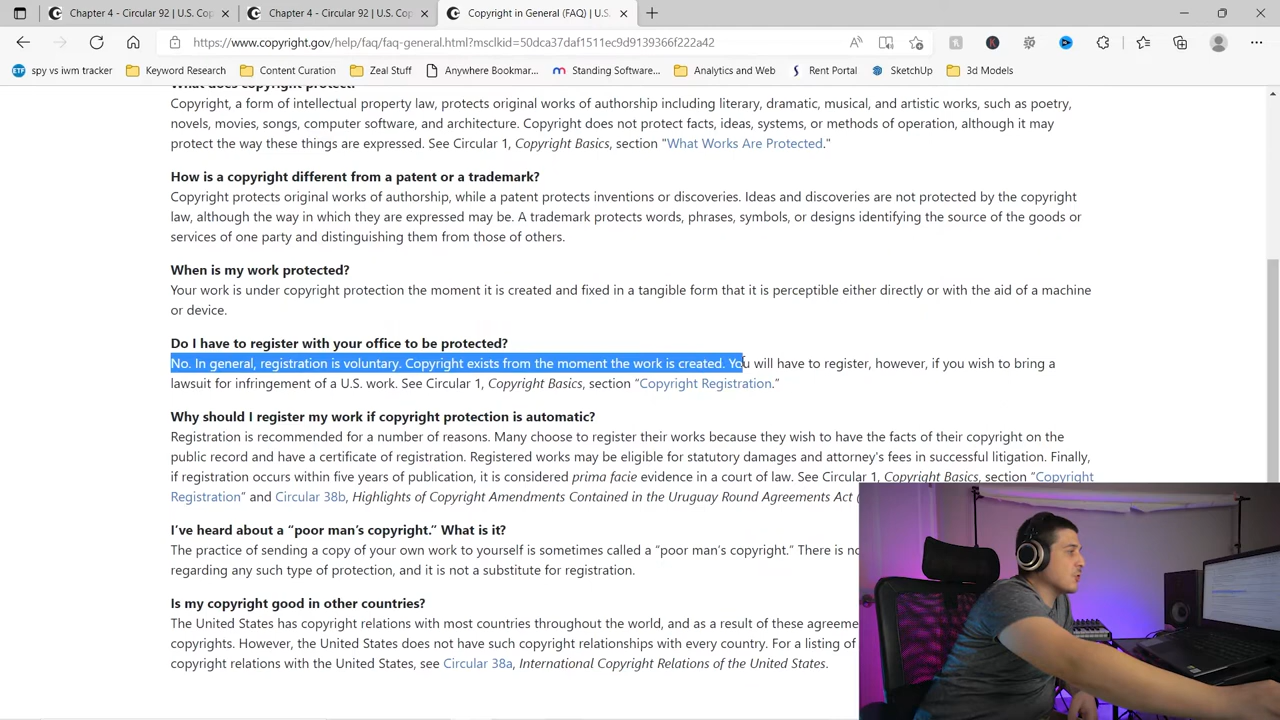 Chapter 4 - Circular 92 | U.S. Cop
Chapter 4 - Circular 92 | U.S. Cop
Copyright in General (FAQ) | U.S.
https://www.copyright.gov/help/faq/faq-general.html?msclkid=50dca37daf1511ec9d9139366f222a42
ETF spy vs iwm tracker
Keyword Research
Content Curation
Zeal Stuff
Anywhere Bookmar...
Standing Software...
Analytics and Web
Rent Portal
SketchUp
3d Models
What does copyright protect?
Copyright, a form of intellectual property law, protects original works of authorship including literary, dramatic, musical, and artistic works, such as poetry,
novels, movies, songs, computer software, and architecture. Copyright does not protect facts, ideas, systems, or methods of operation, although it may
protect the way these things are expressed. See Circular 1, Copyright Basics, section "What Works Are Protected."
How is a copyright different from a patent or a trademark?
Copyright protects original works of authorship, while a patent protects inventions or discoveries. Ideas and discoveries are not protected by the copyright
law, although the way in which they are expressed may be. A trademark protects words, phrases, symbols, or designs identifying the source of the goods or
services of one party and distinguishing them from those of others.
When is my work protected?
Your work is under copyright protection the moment it is created and fixed in a tangible form that it is perceptible either directly or with the aid of a machine
or device.
Do I have to register with your office to be protected?
No. In general, registration is voluntary. Copyright exists from the moment the work is created. You will have to register, however, if you wish to bring a
lawsuit for infringement of a U.S. work. See Circular 1, Copyright Basics, section “Copyright Registration.”
Why should I register my work if copyright protection is automatic?
Registration is recommended for a number of reasons. Many choose to register their works because they wish to have the facts of their copyright on the
public record and have a certificate of registration. Registered works may be eligible for statutory damages and attorney's fees in successful litigation. Finally,
if registration occurs within five years of publication, it is considered prima facie evidence in a court of law. See Circular 1, Copyright Basics, section “Copyright
Registration” and Circular 38b, Highlights of Copyright Amendments Contained in the Uruguay Round Agreements Act (
I’ve heard about a “poor man’s copyright.” What is it?
The practice of sending a copy of your own work to yourself is sometimes called a “poor man’s copyright.” There is no
regarding any such type of protection, and it is not a substitute for registration.
Is my copyright good in other countries?
The United States has copyright relations with most countries throughout the world, and as a result of these agreeme
copyrights. However, the United States does not have such copyright relationships with every country. For a listing of
copyright relations with the United States, see Circular 38a, International Copyright Relations of the United States.